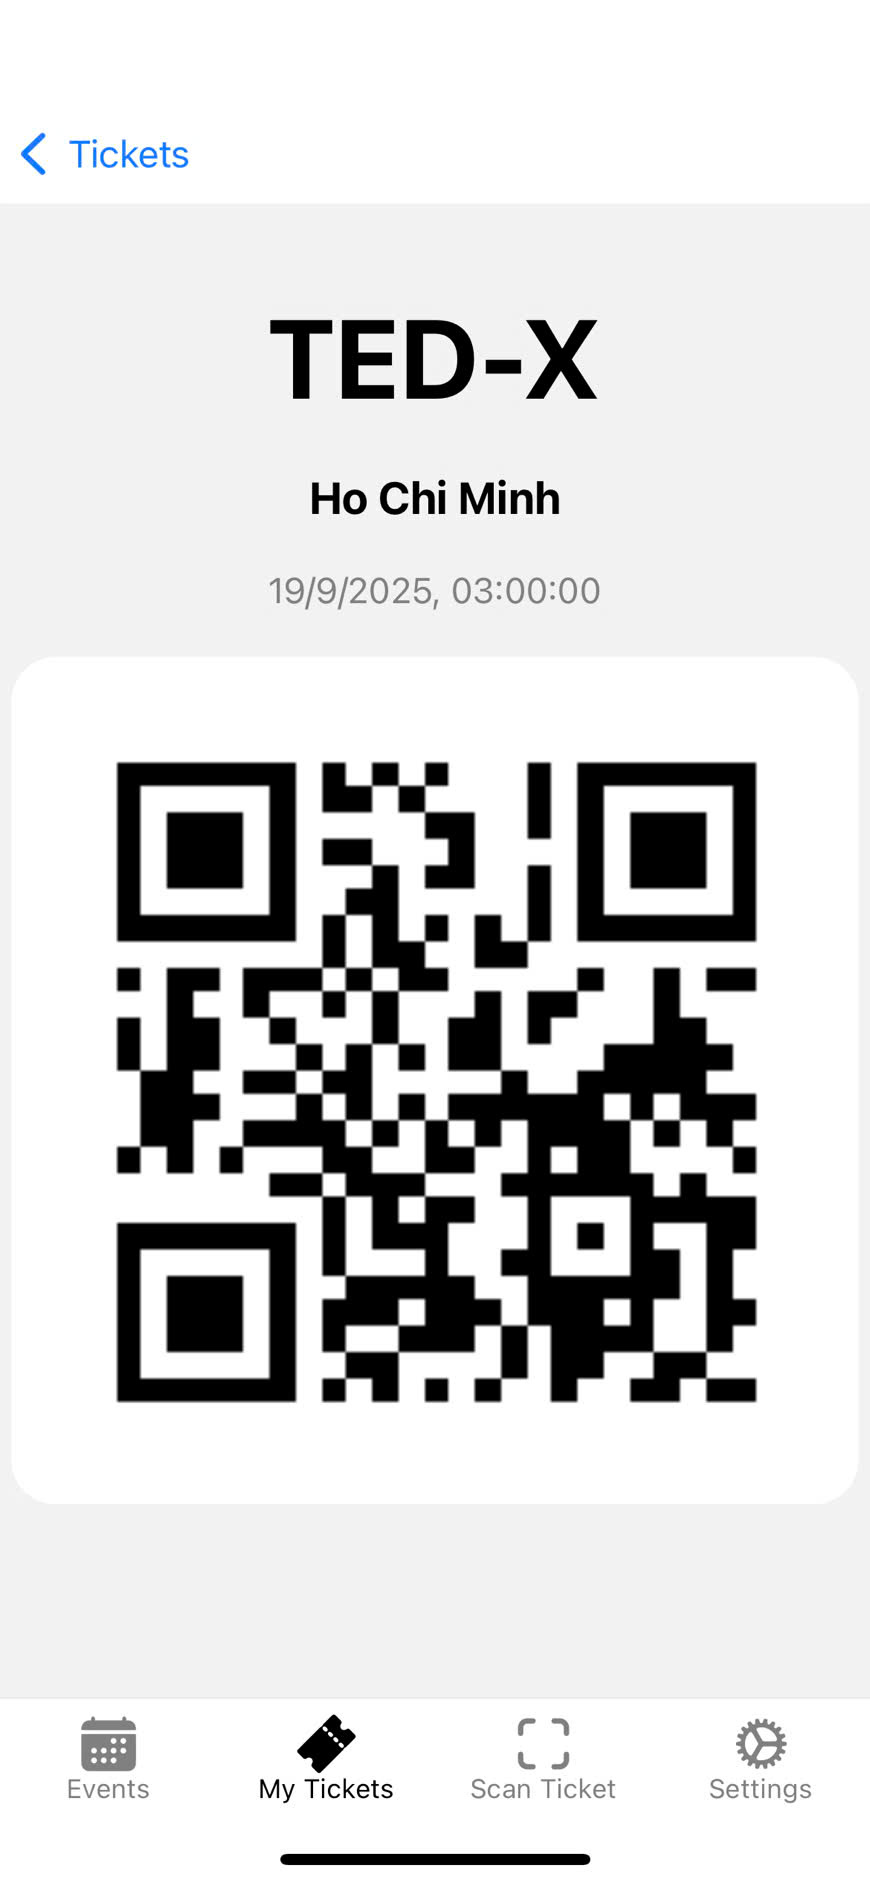 Tickets
TED-X
Ho Chi Minh
19/9/2025, 03:00:00
Events
My Tickets
Scan Ticket
Settings